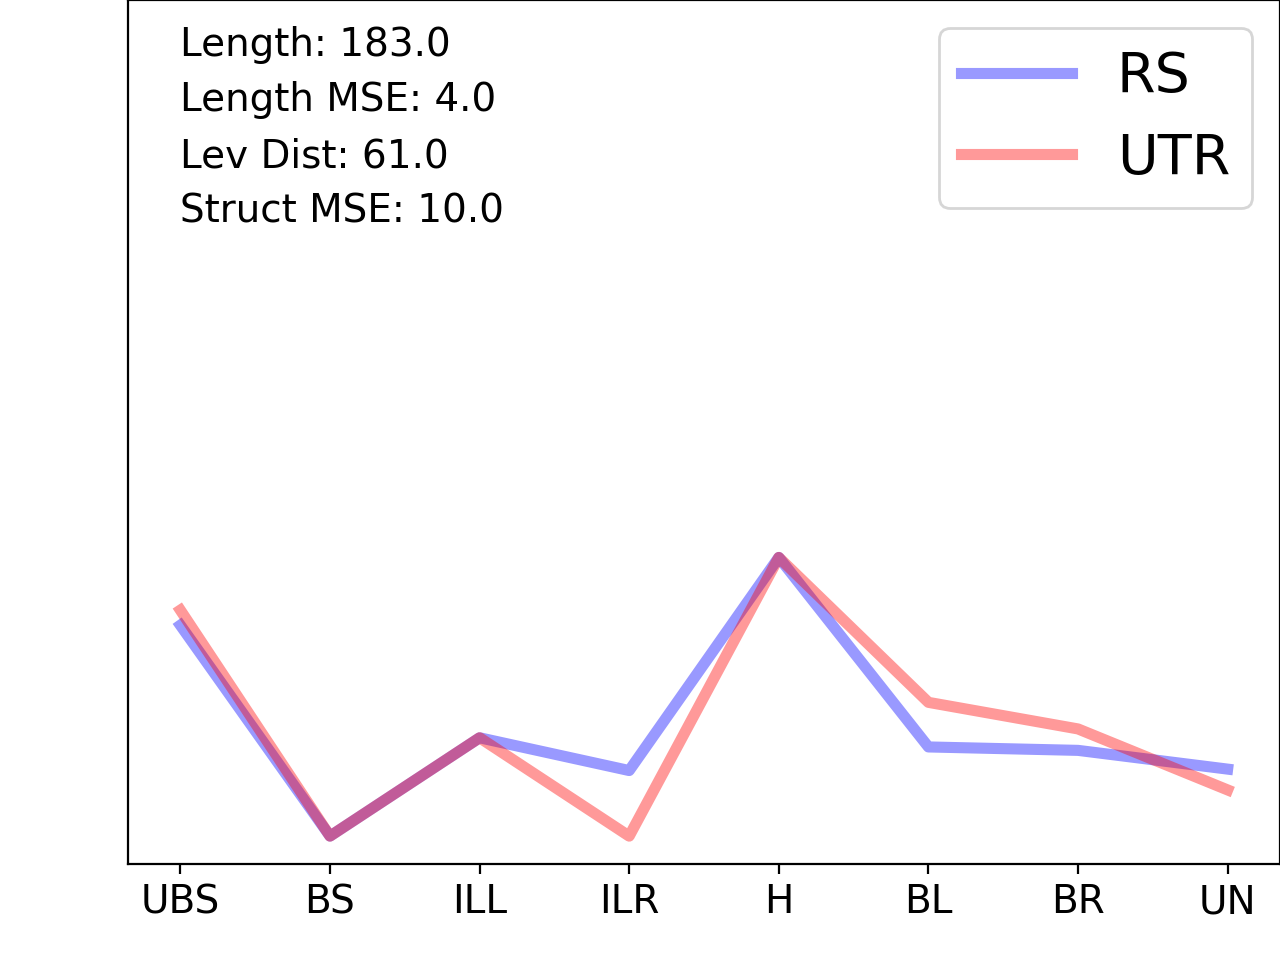 Length: 183.0
Length MSE: 4.0
Lev Dist: 61.0
Struct MSE: 10.0
RS
UTR
UBS BS ILL ILR H BL BR UN